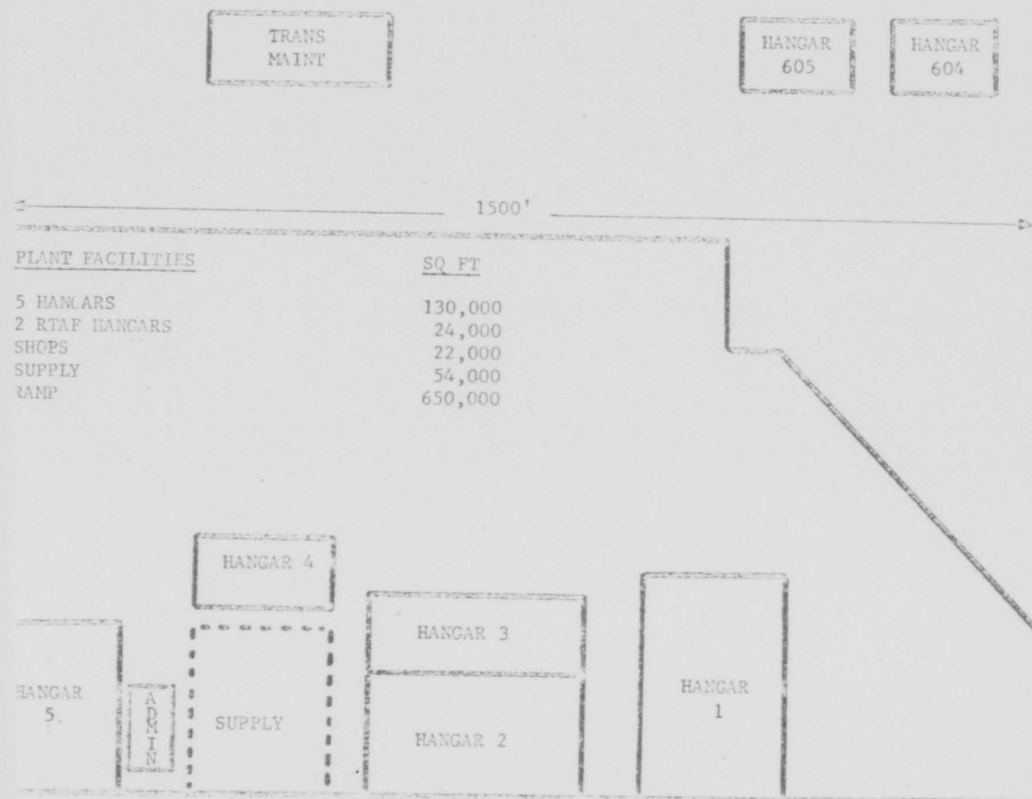 TRANS
MAINT
HANGAR
605
HANGAR
604
1500'
PLANT FACILITIES SQ FT
5 HANGARS 130,000
2 RTAF HANGARS 24,000
SHOPS 22,000
SUPPLY 54,000
RAMP 650,000
HANGAR 4
HANGAR 3
HANGAR
5.
ADMIN
SUPPLY
HANGAR 2
HANGAR
1